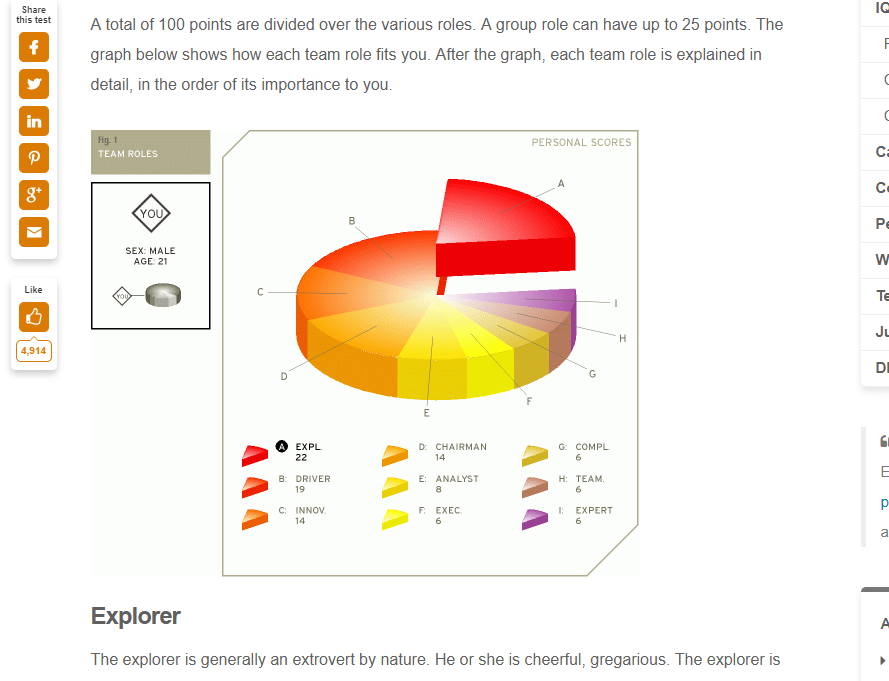 Share
this test
Like
4,914
A total of 100 points are divided over the various roles. A group role can have up to 25 points. The
graph below shows how each team role fits you. After the graph, each team role is explained in
detail, in the order of its importance to you.
Fig. 1
TEAM ROLES
YOU
SEX: MALE
AGE: 21
YOU
PERSONAL SCORES
A
B
C
D
E
F
G
H
I
A EXPL.
22
B: DRIVER
19
C: INNOV.
14
D: CHAIRMAN
14
E: ANALYST
8
F: EXEC.
6
G: COMPL.
6
H: TEAM.
6
I: EXPERT
6
Explorer
The explorer is generally an extrovert by nature. He or she is cheerful, gregarious. The explorer is
IQ
Ca
Co
Pe
W
Te
Ju